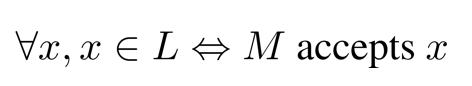 ∀x, x ∈ L ⇔ M accepts x